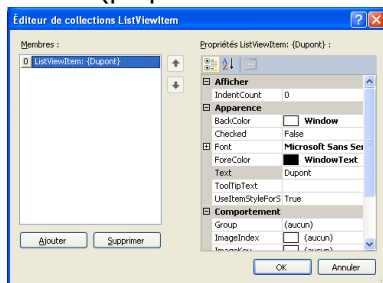 Éditeur de collections ListViewItem
Membres :
0 ListViewItem: {Dupont}
Ajouter
Supprimer
Propriétés ListViewItem: {Dupont} :
Afficher
IndentCount 0
Apparence
BackColor Window
Checked False
Font Microsoft Sans Ser
ForeColor WindowText
Text Dupont
ToolTipText
UseItemStyleForS True
Comportement
Group (aucun)
ImageIndex (aucun)
OK
Annuler